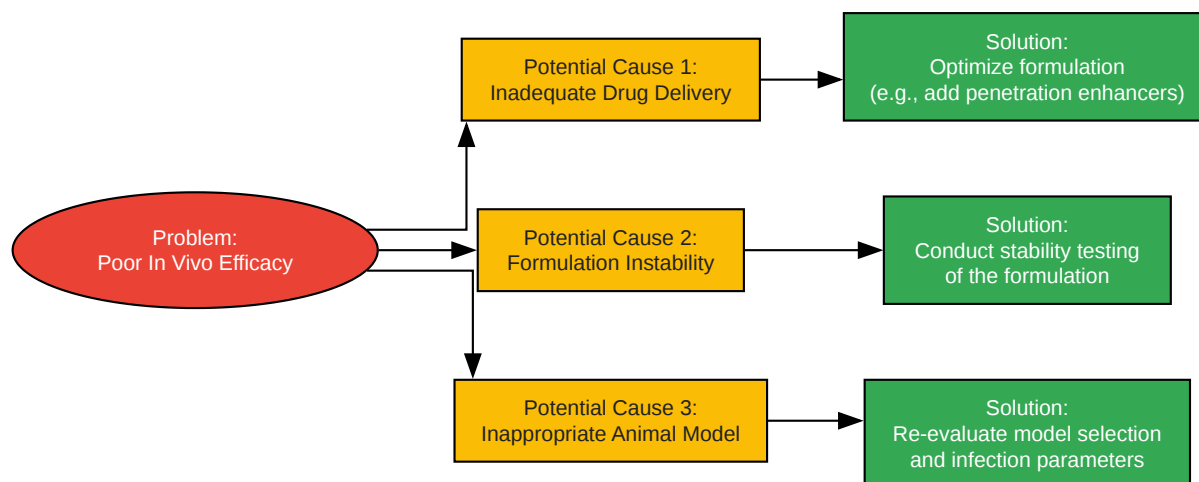 Problem:
Poor In Vivo Efficacy
Potential Cause 1:
Inadequate Drug Delivery
Solution:
Optimize formulation
(e.g., add penetration enhancers)
Potential Cause 2:
Formulation Instability
Solution:
Conduct stability testing
of the formulation
Potential Cause 3:
Inappropriate Animal Model
Solution:
Re-evaluate model selection
and infection parameters